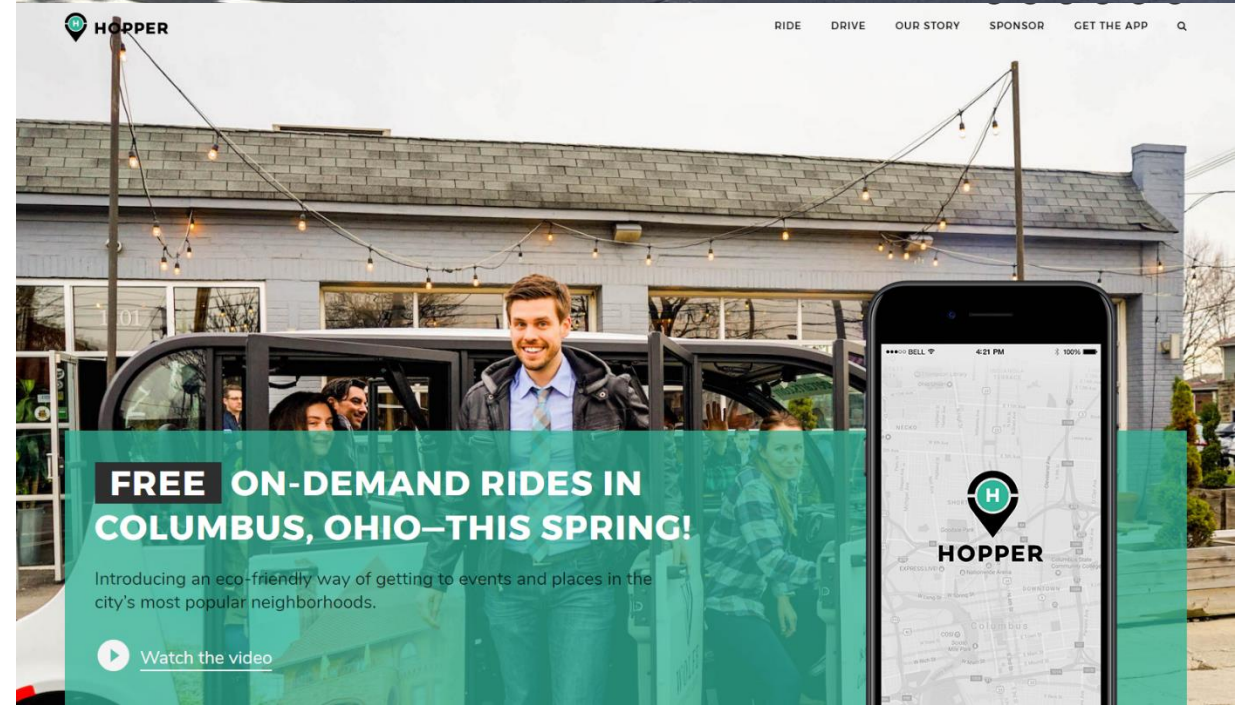 HOPPER
RIDE DRIVE OUR STORY SPONSOR GET THE APP
1101
BELL 4:21 PM 100%
H
HOPPER
Columbus
FREE ON-DEMAND RIDES IN
COLUMBUS, OHIO—THIS SPRING!
Introducing an eco-friendly way of getting to events and places in the
city's most popular neighborhoods.
Watch the video